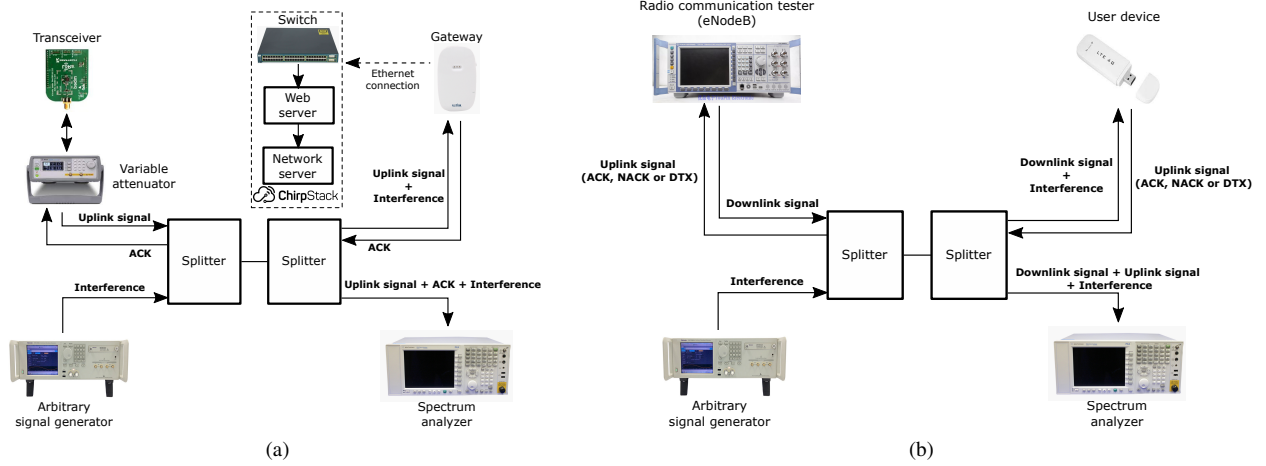 Transceiver
Switch
Gateway
Ethernet
connection
Web
server
Network
server
ChirpStack
Variable
attenuator
Uplink signal
+
Interference
Uplink signal
ACK
ACK
Splitter
Splitter
Interference
Uplink signal + ACK + Interference
Arbitrary
signal generator
Spectrum
analyzer
(a)
Radio communication tester
(eNodeB)
User device
LTE 4G
Uplink signal
(ACK, NACK or DTX)
Downlink signal
Downlink signal
+
Interference
Uplink signal
(ACK, NACK or DTX)
Splitter
Splitter
Interference
Downlink signal + Uplink signal
+ Interference
Arbitrary
signal generator
Spectrum
analyzer
(b)